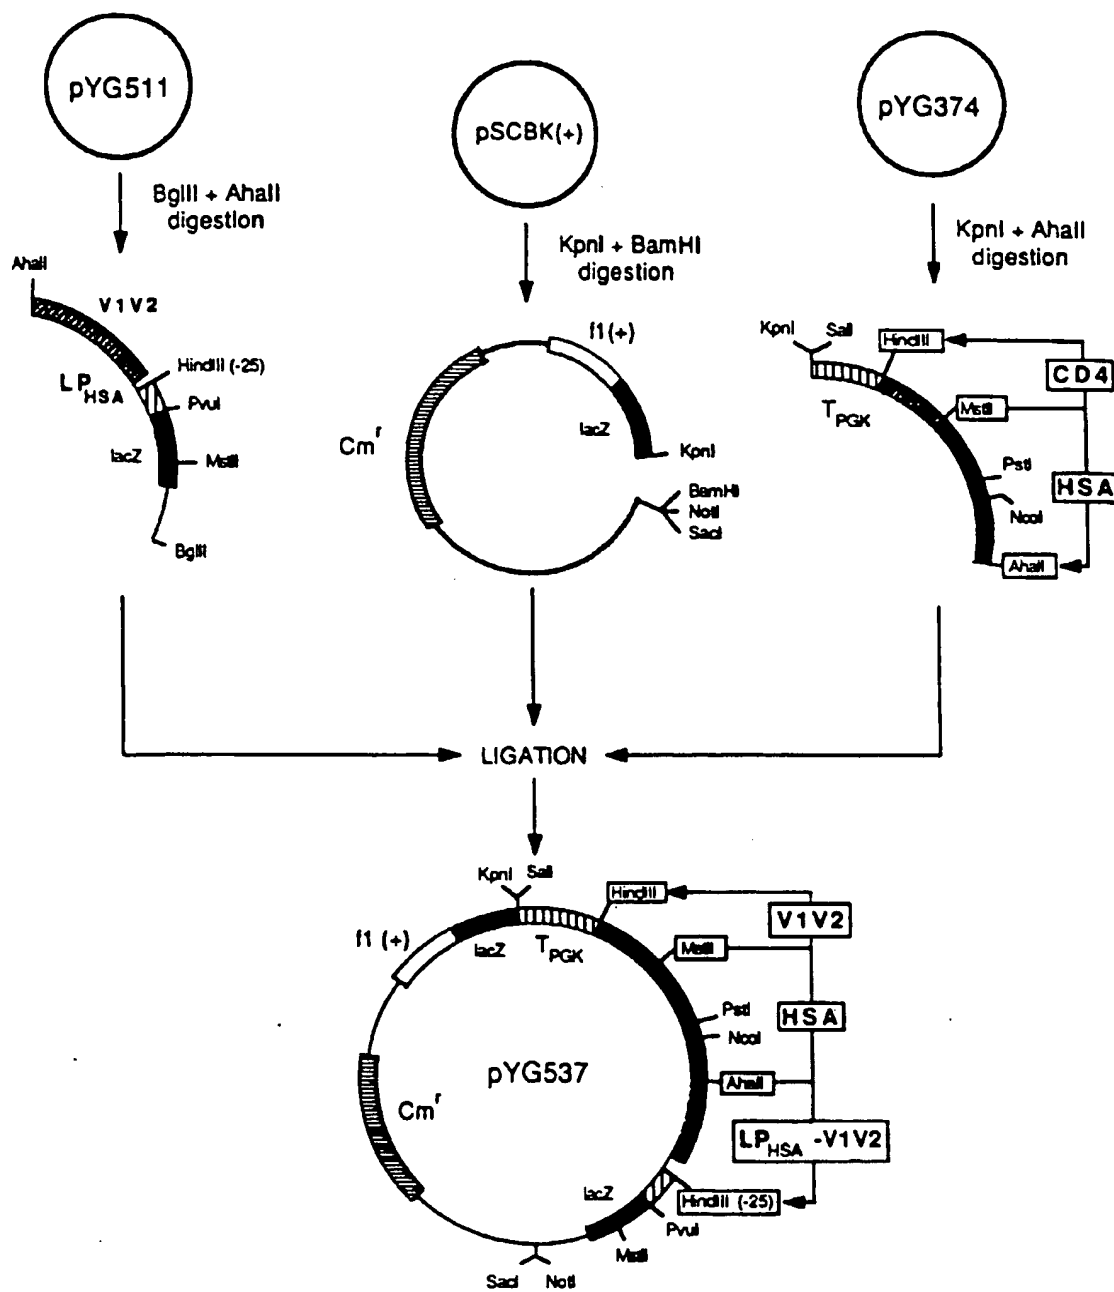 pYG511
BglII + AhaII
digestion
AhaII
V1V2
HindIII (-25)
LP HSA
PvuI
lacZ
MstII
BglII
pSCBK(+)
KpnI + BamHI
digestion
f1 (+)
Cm r
lacZ
KpnI
BamHI
NotI
SacI
pYG374
KpnI + AhaII
digestion
KpnI
SalI
HindIII
CD4
T PGK
MstII
PstI
HSA
NcoI
AhaII
LIGATION
KpnI
SalI
HindIII
V1V2
f1 (+)
lacZ
T PGK
MstII
PstI
HSA
NcoI
pYG537
AhaII
Cm r
LP HSA -V1V2
lacZ
HindIII (-25)
PvuI
MstII
SacI
NotI